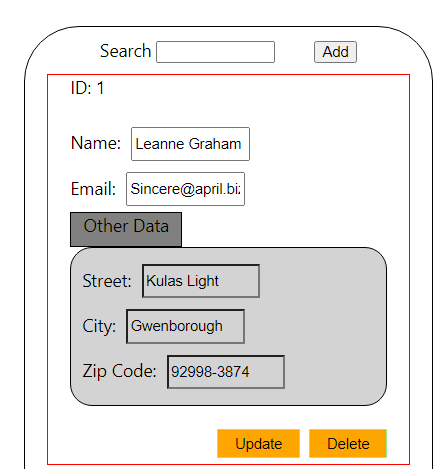 Search Add
ID: 1
Name: Leanne Graham
Email: Sincere@april.bi
Other Data
Street: Kulas Light
City: Gwenborough
Zip Code: 92998-3874
Update Delete